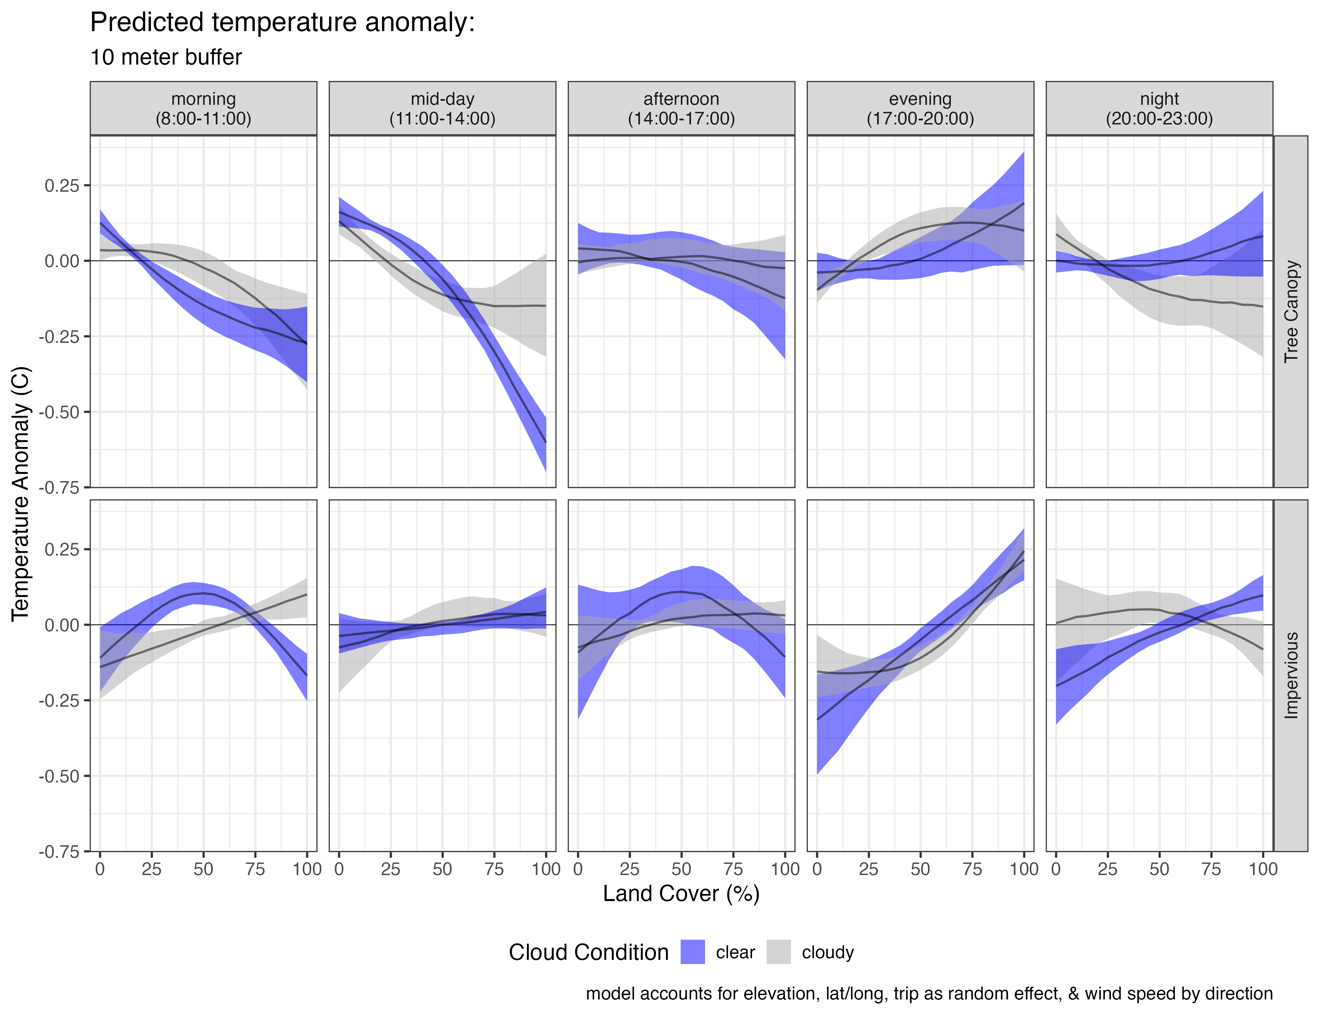 Predicted temperature anomaly:
10 meter buffer
morning
(8:00-11:00)
mid-day
(11:00-14:00)
afternoon
(14:00-17:00)
evening
(17:00-20:00)
night
(20:00-23:00)
Temperature Anomaly (C)
0.25
0.00
-0.25
-0.50
-0.75
Tree Canopy
0.25
0.00
-0.25
-0.50
-0.75
Impervious
0 25 50 75 100
0 25 50 75 100
0 25 50 75 100
0 25 50 75 100
0 25 50 75 100
Land Cover (%)
Cloud Condition clear cloudy
model accounts for elevation, lat/long, trip as random effect, & wind speed by direction